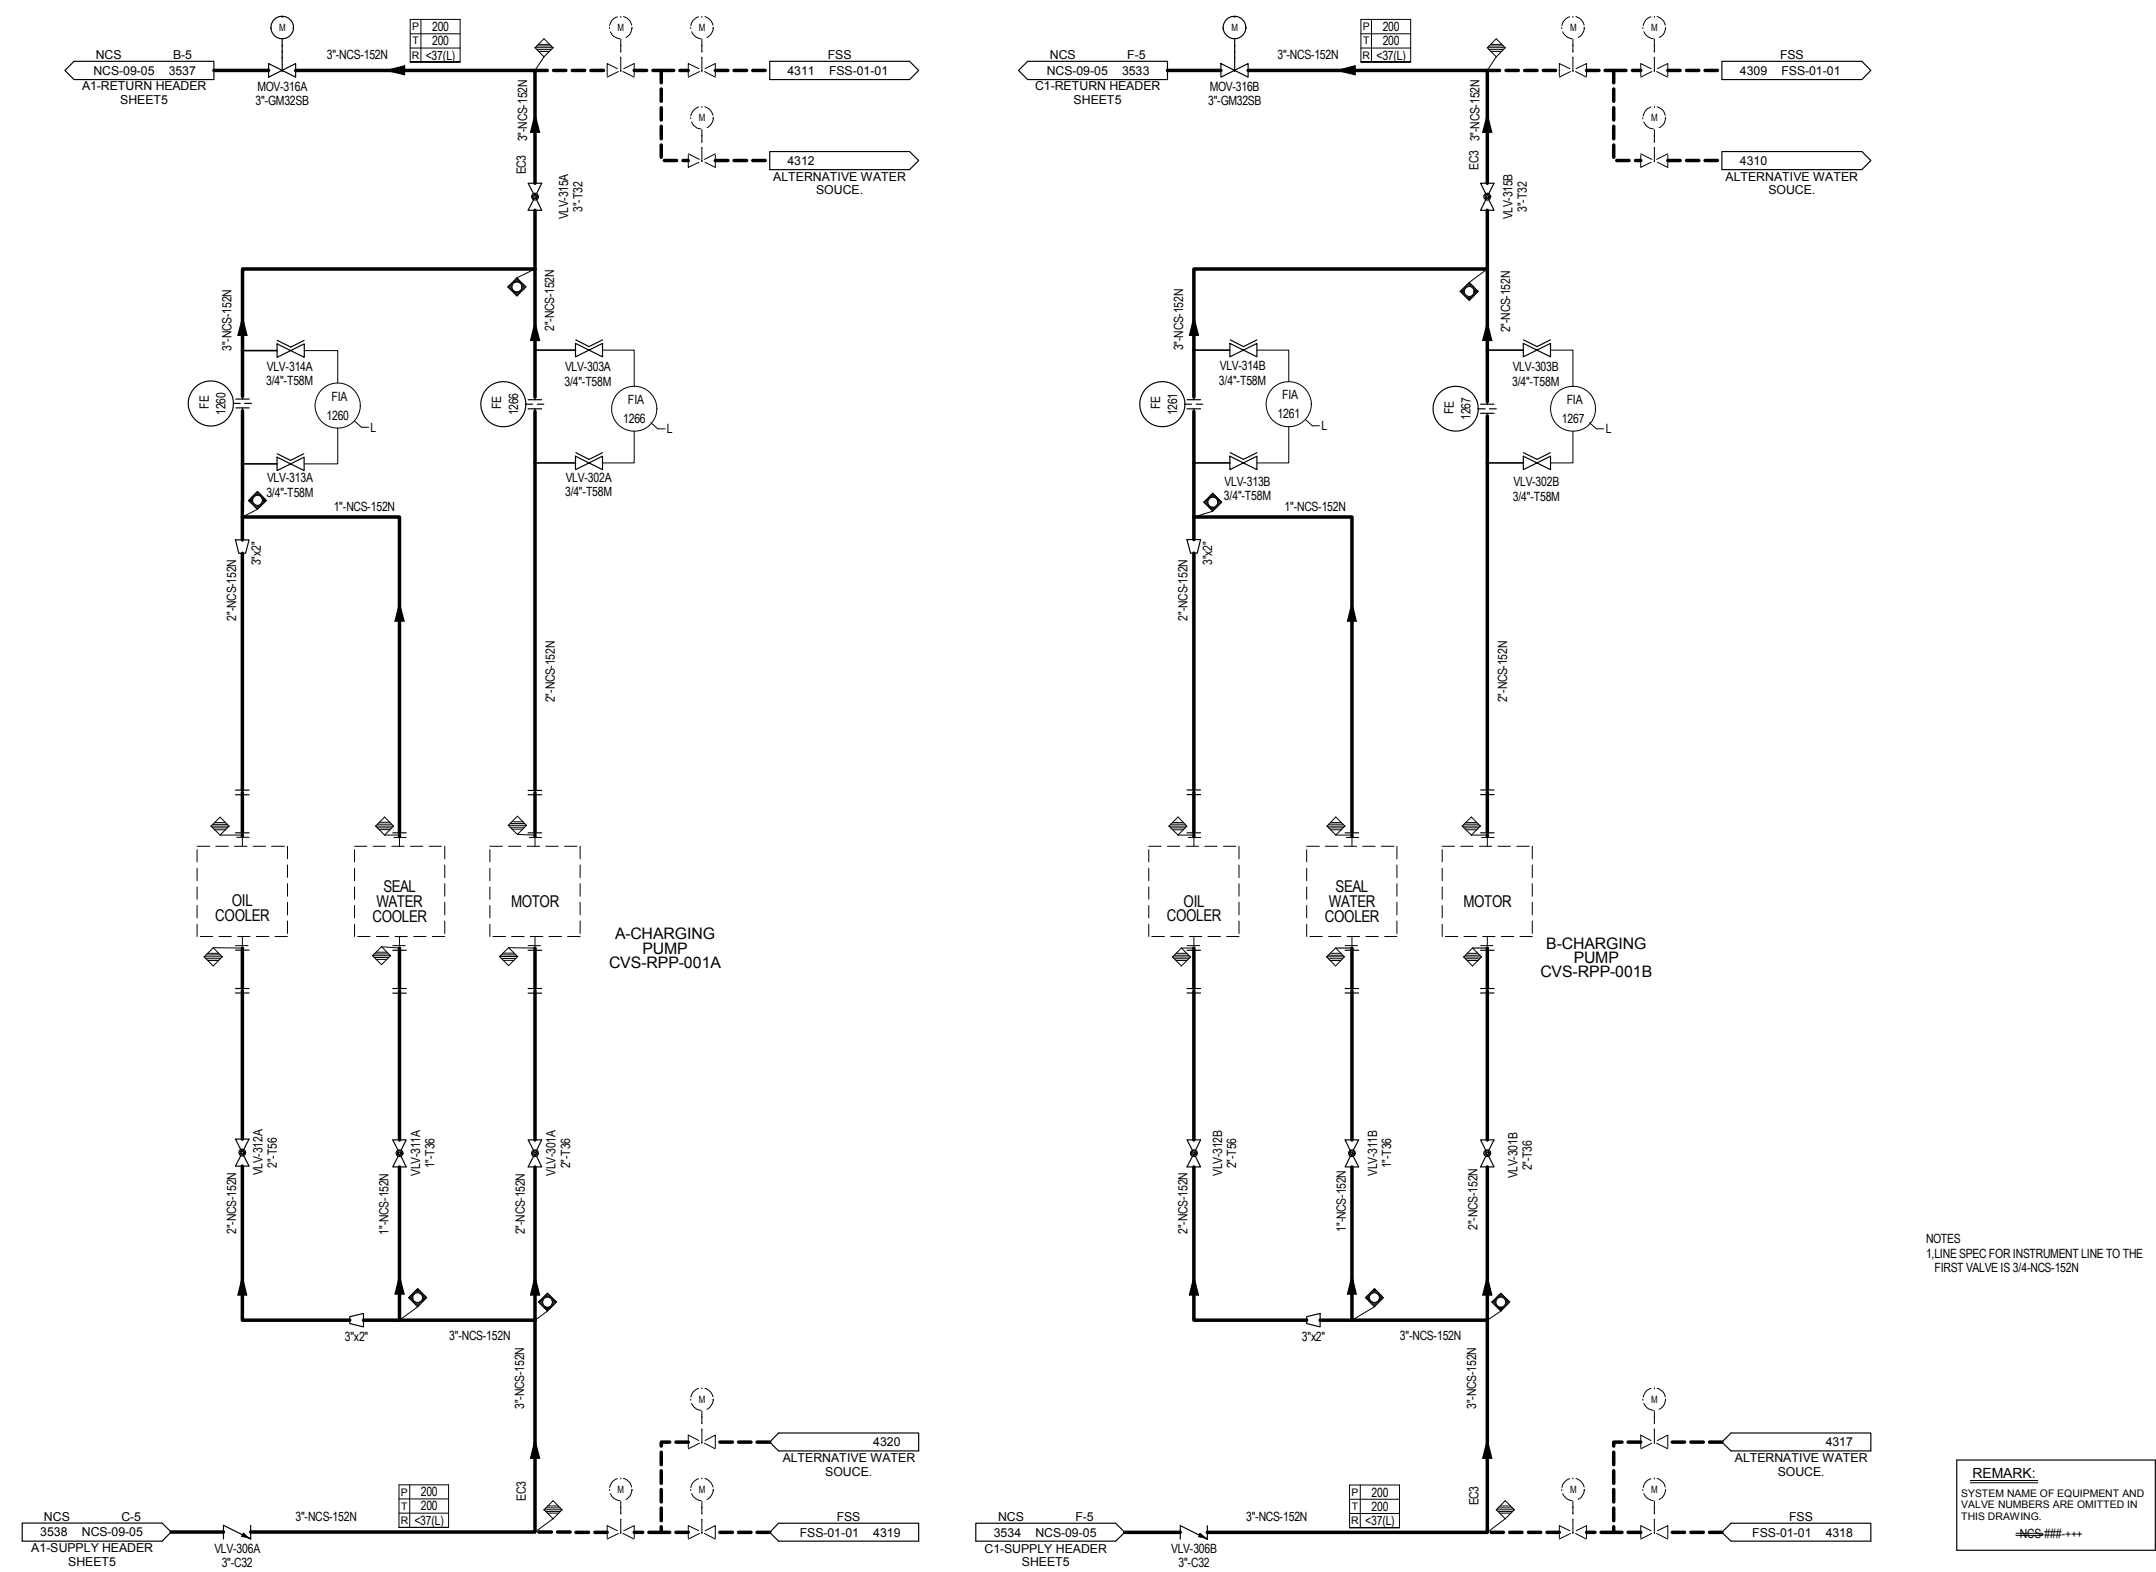 NCS B-5
NCS-09-05 3537
A1-RETURN HEADER
SHEET5
M
MOV-316A
3"-GM32SB
3"-NCS-152N
P 200
T 200
R <37(L)
M
M
FSS
4311 FSS-01-01
M
4312
ALTERNATIVE WATER
SOUCE.
3"-NCS-152N
EC3
VLV-315A
3"-T32
3"-NCS-152N
2"-NCS-152N
VLV-314A
3/4"-T58M
FE
1260
FIA
1260
L
VLV-313A
3/4"-T58M
VLV-303A
3/4"-T58M
FE
1266
FIA
1266
L
VLV-302A
3/4"-T58M
1"-NCS-152N
3"x2"
2"-NCS-152N
2"-NCS-152N
OIL
COOLER
SEAL
WATER
COOLER
MOTOR
A-CHARGING
PUMP
CVS-RPP-001A
VLV-312A
2"-T56
VLV-311A
1"-T36
VLV-301A
2"-T36
2"-NCS-152N
1"-NCS-152N
2"-NCS-152N
3"x2"
3"-NCS-152N
3"-NCS-152N
EC3
M
4320
ALTERNATIVE WATER
SOUCE.
NCS C-5
3538 NCS-09-05
A1-SUPPLY HEADER
SHEET5
VLV-306A
3"-C32
3"-NCS-152N
P 200
T 200
R <37(L)
M
M
FSS
FSS-01-01 4319
NCS F-5
NCS-09-05 3533
C1-RETURN HEADER
SHEET5
M
MOV-316B
3"-GM32SB
3"-NCS-152N
P 200
T 200
R <37(L)
M
M
FSS
4309 FSS-01-01
M
4310
ALTERNATIVE WATER
SOUCE.
3"-NCS-152N
EC3
VLV-315B
3"-T32
3"-NCS-152N
2"-NCS-152N
VLV-314B
3/4"-T58M
FE
1261
FIA
1261
L
VLV-313B
3/4"-T58M
VLV-303B
3/4"-T58M
FE
1267
FIA
1267
L
VLV-302B
3/4"-T58M
1"-NCS-152N
3"x2"
2"-NCS-152N
2"-NCS-152N
OIL
COOLER
SEAL
WATER
COOLER
MOTOR
B-CHARGING
PUMP
CVS-RPP-001B
VLV-312B
2"-T56
VLV-311B
1"-T36
VLV-301B
2"-T36
2"-NCS-152N
1"-NCS-152N
2"-NCS-152N
3"x2"
3"-NCS-152N
3"-NCS-152N
EC3
M
4317
ALTERNATIVE WATER
SOUCE.
NCS F-5
3534 NCS-09-05
C1-SUPPLY HEADER
SHEET5
VLV-306B
3"-C32
3"-NCS-152N
P 200
T 200
R <37(L)
M
M
FSS
FSS-01-01 4318
NOTES
1,LINE SPEC FOR INSTRUMENT LINE TO THE
FIRST VALVE IS 3/4-NCS-152N
REMARK:
SYSTEM NAME OF EQUIPMENT AND
VALVE NUMBERS ARE OMITTED IN
THIS DRAWING.
NCS-###-+++